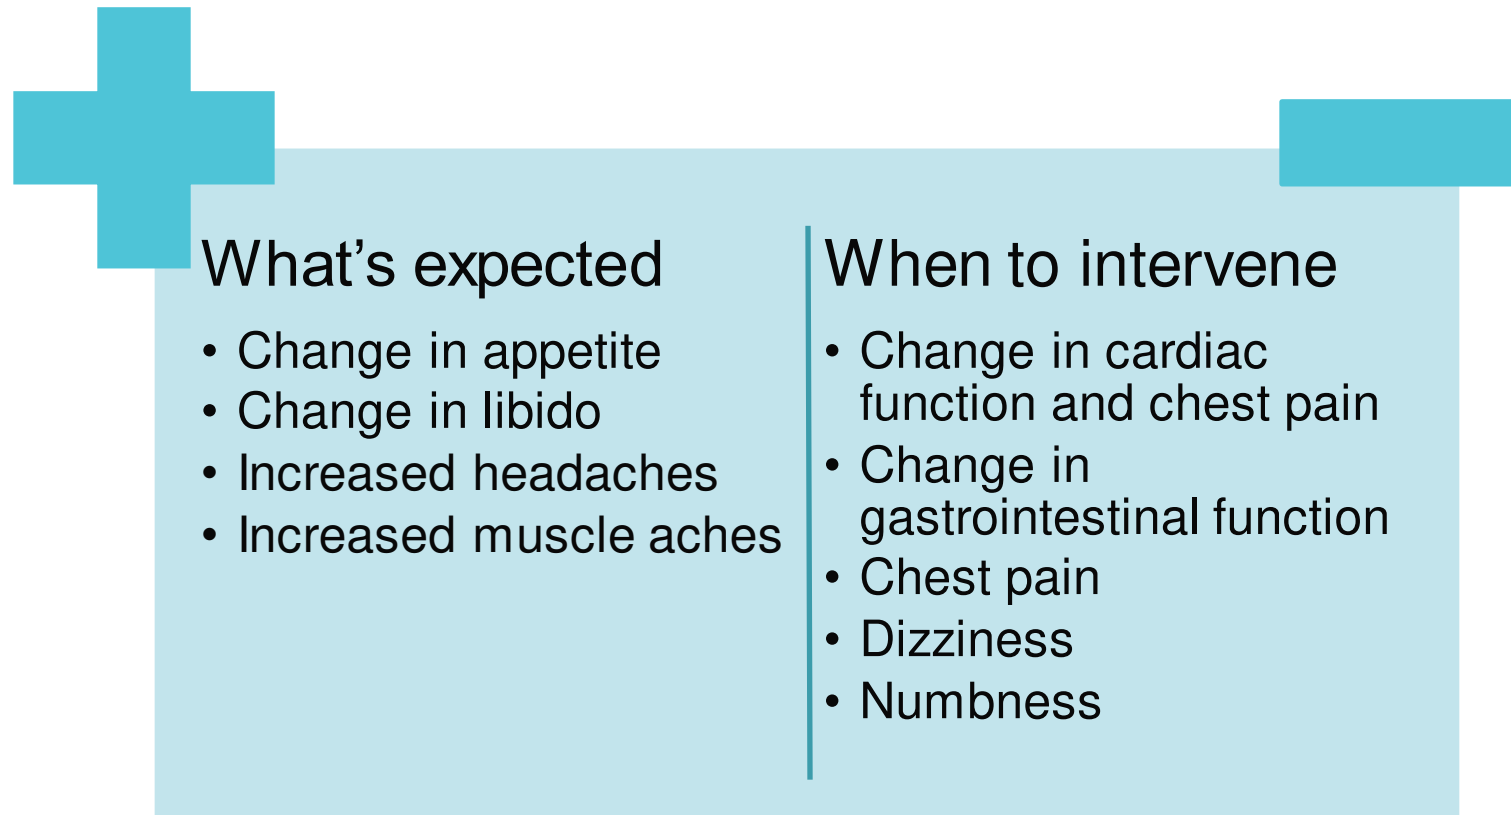 What’s expected
• Change in appetite
• Change in libido
• Increased headaches
• Increased muscle aches
When to intervene
• Change in cardiac
function and chest pain
• Change in
gastrointestinal function
• Chest pain
• Dizziness
• Numbness